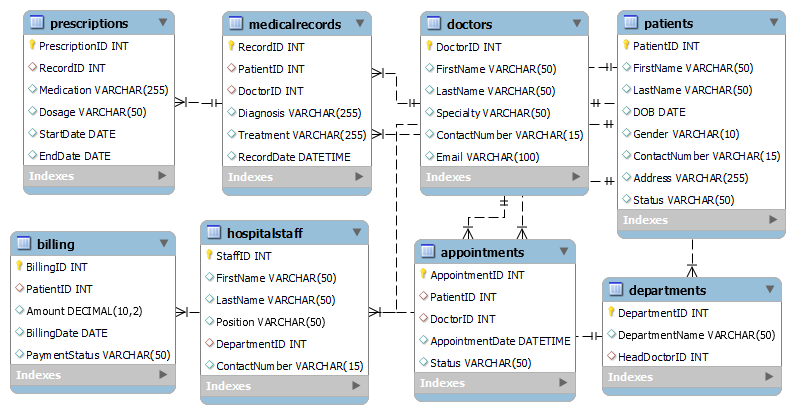 prescriptions
PrescriptionID INT
RecordID INT
Medication VARCHAR(255)
Dosage VARCHAR(50)
StartDate DATE
EndDate DATE
Indexes
medicalrecords
RecordID INT
PatientID INT
DoctorID INT
Diagnosis VARCHAR(255)
Treatment VARCHAR(255)
RecordDate DATETIME
Indexes
doctors
DoctorID INT
FirstName VARCHAR(50)
LastName VARCHAR(50)
Specialty VARCHAR(50)
ContactNumber VARCHAR(15)
Email VARCHAR(100)
Indexes
patients
PatientID INT
FirstName VARCHAR(50)
LastName VARCHAR(50)
DOB DATE
Gender VARCHAR(10)
ContactNumber VARCHAR(15)
Address VARCHAR(255)
Status VARCHAR(50)
Indexes
billing
BillingID INT
PatientID INT
Amount DECIMAL(10,2)
BillingDate DATE
PaymentStatus VARCHAR(50)
Indexes
hospitalstaff
StaffID INT
FirstName VARCHAR(50)
LastName VARCHAR(50)
Position VARCHAR(50)
DepartmentID INT
ContactNumber VARCHAR(15)
Indexes
appointments
AppointmentID INT
PatientID INT
DoctorID INT
AppointmentDate DATETIME
Status VARCHAR(50)
Indexes
departments
DepartmentID INT
DepartmentName VARCHAR(50)
HeadDoctorID INT
Indexes